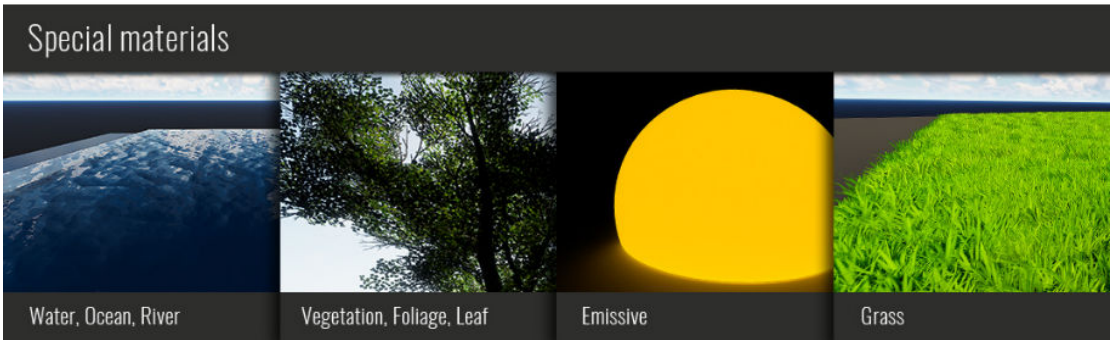 Special materials
Water, Ocean, River
Vegetation, Foliage, Leaf
Emissive
Grass